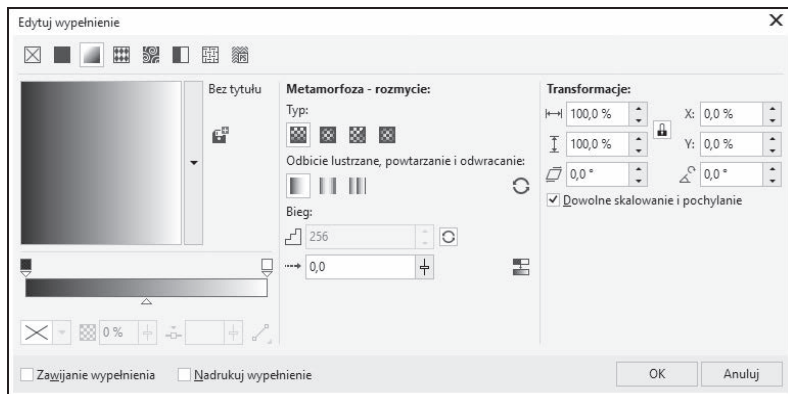 Edytuj wypełnienie
Bez tytułu
Metamorfoza - rozmycie:
Typ:
Odbicie lustrzane, powtarzanie i odwracanie:
Bieg:
256
0,0
Transformacje:
100,0 % X: 0,0 %
100,0 % Y: 0,0 %
0,0 ° 0,0 °
Dowolne skalowanie i pochylanie
0 %
Zawijanie wypełnienia Nadrukuj wypełnienie
OK Anuluj